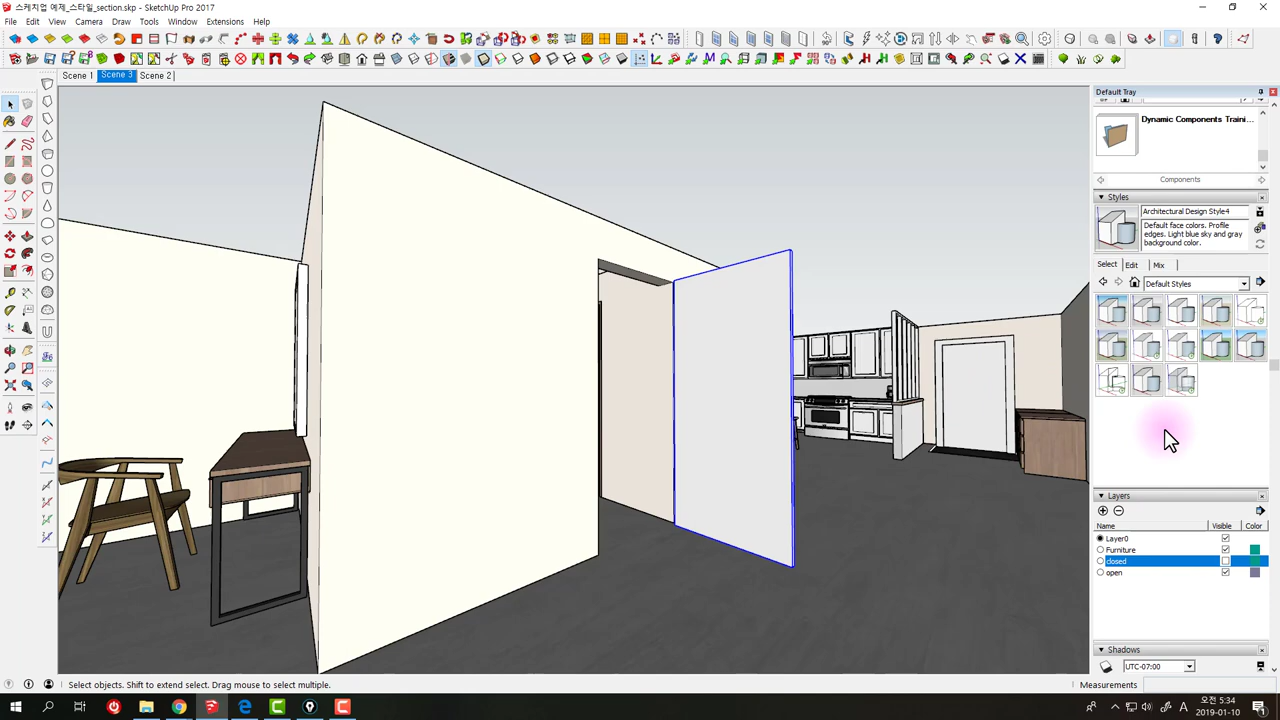 스케치업 예제_스타일_section.skp - SketchUp Pro 2017
File Edit View Camera Draw Tools Window Extensions Help
Scene 1 Scene 3 Scene 2
Default Tray
Dynamic Components Traini...
Components
Styles
Architectural Design Style4
Default face colors. Profile
edges. Light blue sky and gray
background color.
Select Edit Mix
Default Styles
Layers
Name Visible Color
Layer0
Furniture
closed
open
Shadows
UTC-07:00
Select objects. Shift to extend select. Drag mouse to select multiple.
Measurements
A 오전 5:34
2019-01-10